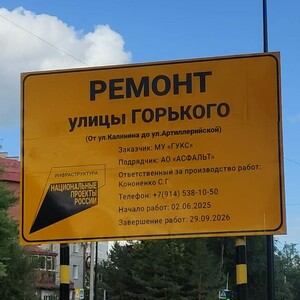 РЕМОНТ
УЛИЦЫ ГОРЬКОГО
(От ул.Калинина до ул.Артиллерийской)
Заказчик: МУ «ГУКС»
Подрядчик: АО «АСФАЛЬТ»
Ответственный за производство работ:
Кононенко С.Г
Телефон: +7(914) 538-10-50
Начало работ: 02.06.2025
Завершение работ: 29.09.2026
ИНФРАСТРУКТУРА
НАЦИОНАЛЬНЫЕ
ПРОЕКТЫ
РОССИИ